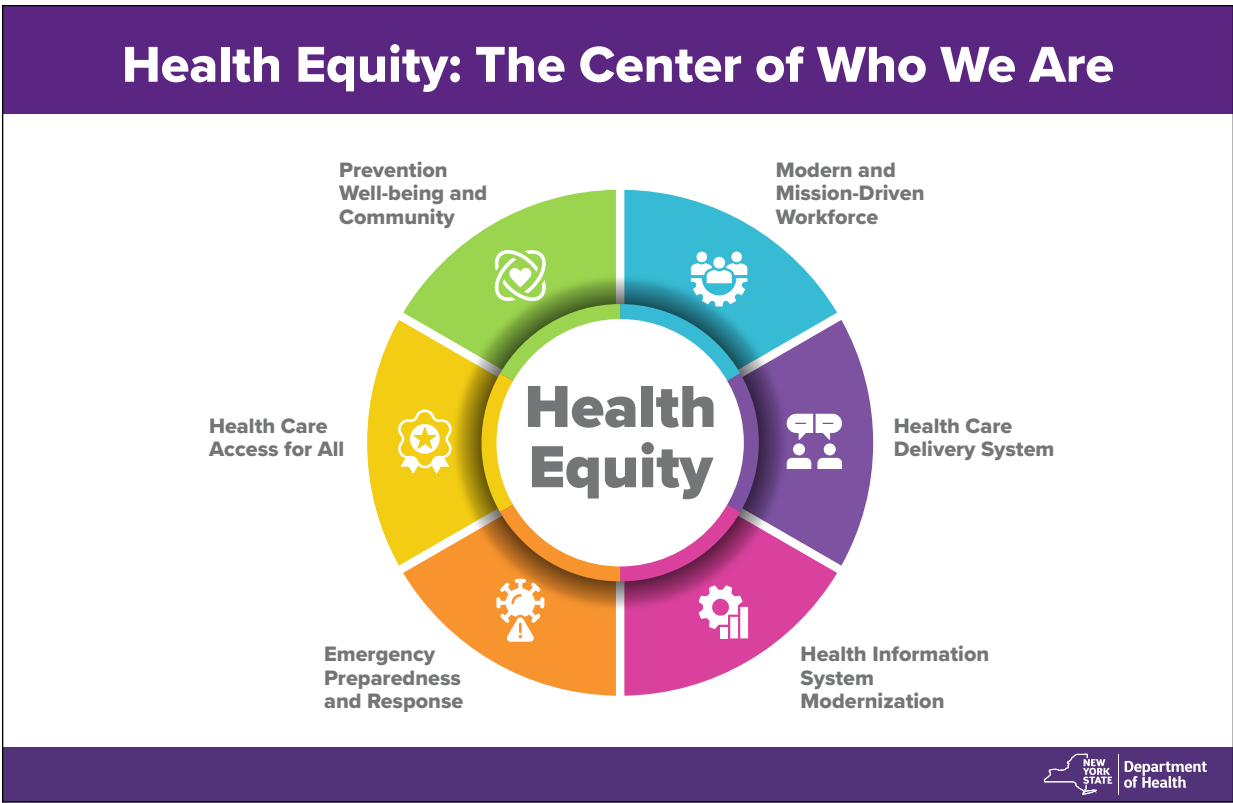 Health Equity: The Center of Who We Are
Prevention
Well-being and
Community
Modern and
Mission-Driven
Workforce
Health Care
Access for All
Health
Equity
Health Care
Delivery System
Emergency
Preparedness
and Response
Health Information
System
Modernization
NEW
YORK
STATE
Department
of Health